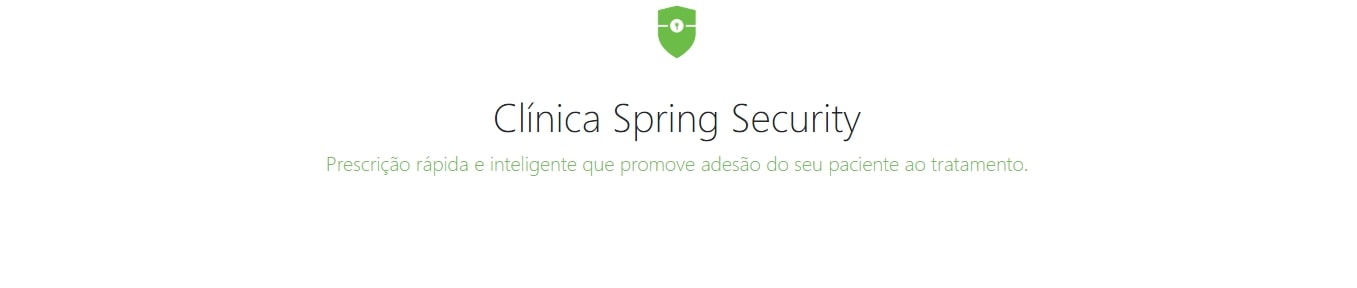 Clínica Spring Security
Prescrição rápida e inteligente que promove adesão do seu paciente ao tratamento.